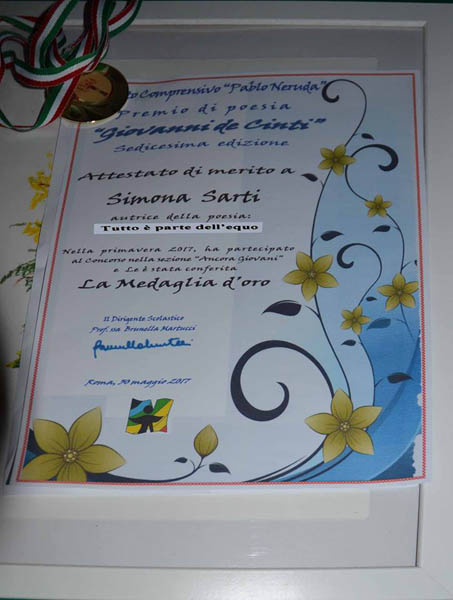 to Comprensivo "Pablo Neruda"
Premio di poesia
"Giovanni de Cinti"
Sedicesima edizione
Attestato di merito a
Simona Sarti
autrice della poesia:
Tutto è parte dell'equo
Nella primavera 2017, ha partecipato
al Concorso nella sezione "Ancora Giovani"
e Le è stata conferita
La Medaglia d'oro
Il Dirigente Scolastico
Prof.ssa Brunella Martucci
Roma, 30 maggio 2017